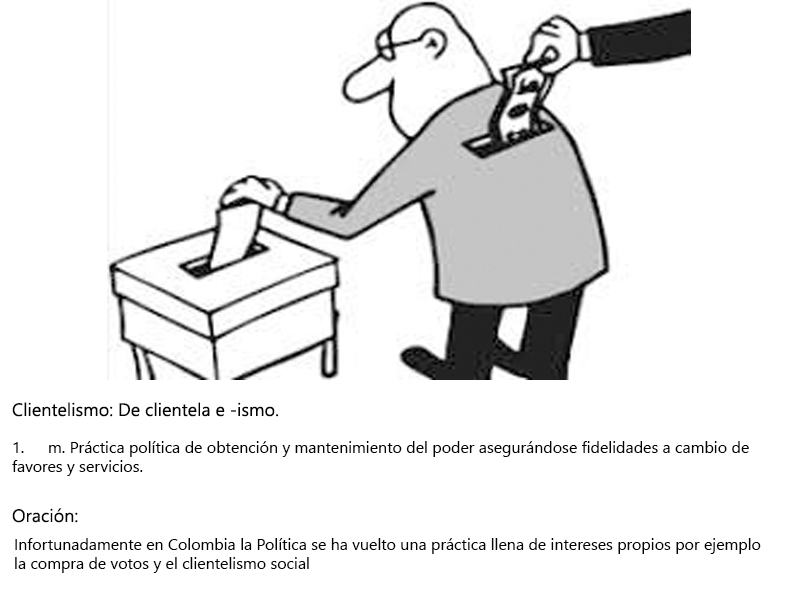 Clientelismo: De clientela e -ismo.
1. m. Práctica política de obtención y mantenimiento del poder asegurándose fidelidades a cambio de
favores y servicios.
Oración:
Infortunadamente en Colombia la Política se ha vuelto una práctica llena de intereses propios por ejemplo
la compra de votos y el clientelismo social